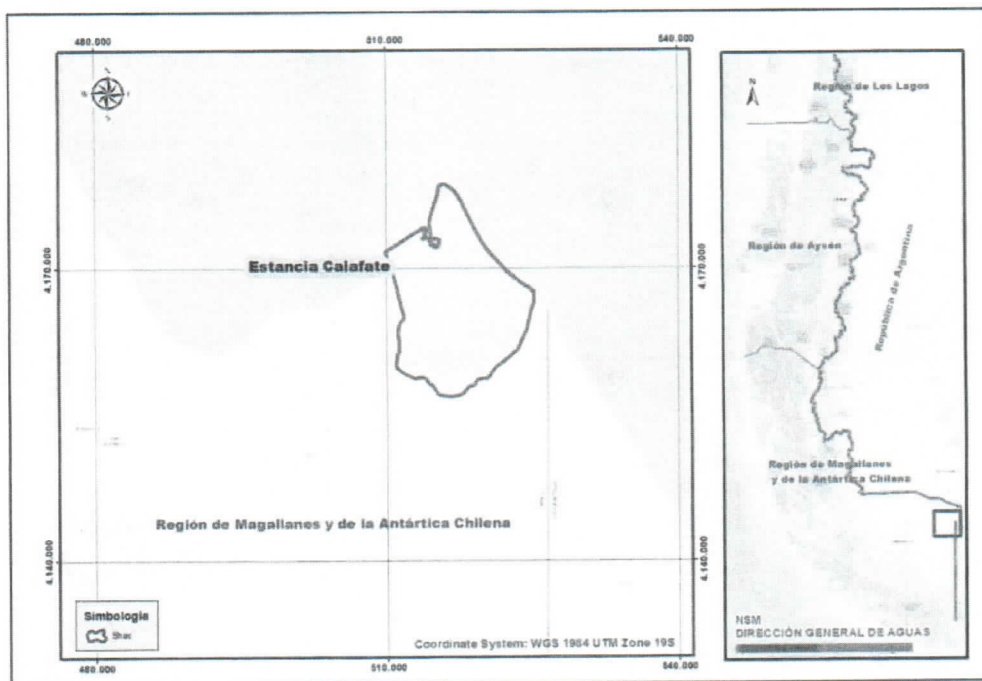 480.000
510.000
540.000
4.170.000
4.170.000
Estancia Calafate
Región de Magallanes y de la Antártica Chilena
4.140.000
4.140.000
Simbología
Shac
Coordinate System: WGS 1984 UTM Zone 19S
480.000
510.000
540.000
N
Región de Los Lagos
Región de Aysén
República de Argentina
Región de Magallanes
y de la Antártica Chilena
NSM
DIRECCIÓN GENERAL DE AGUAS